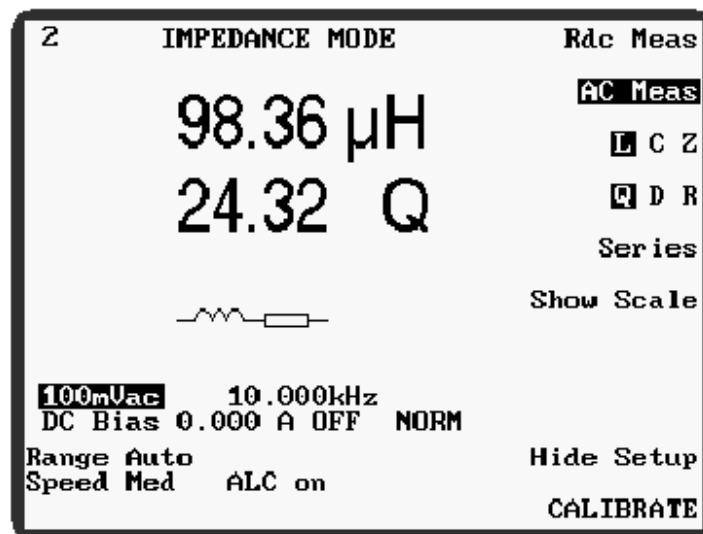 2 IMPEDANCE MODE Rdc Meas
AC Meas
98.36 µH
L C Z
24.32 Q
Q D R
Series
Show Scale
100mVac 10.000kHz
DC Bias 0.000 A OFF NORM
Range Auto Hide Setup
Speed Med ALC on
CALIBRATE